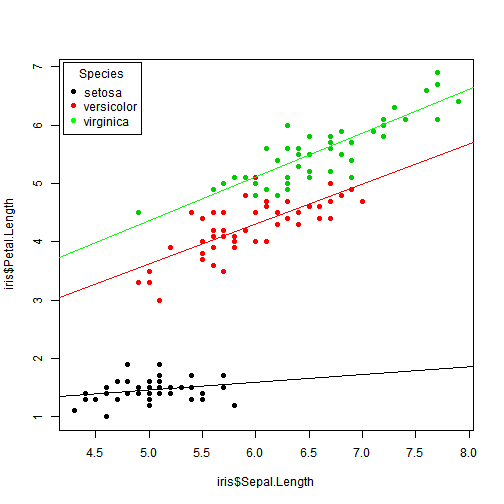 Species
setosa
versicolor
virginica
iris$Petal.Length
7
6
5
4
3
2
1
4.5 5.0 5.5 6.0 6.5 7.0 7.5 8.0
iris$Sepal.Length